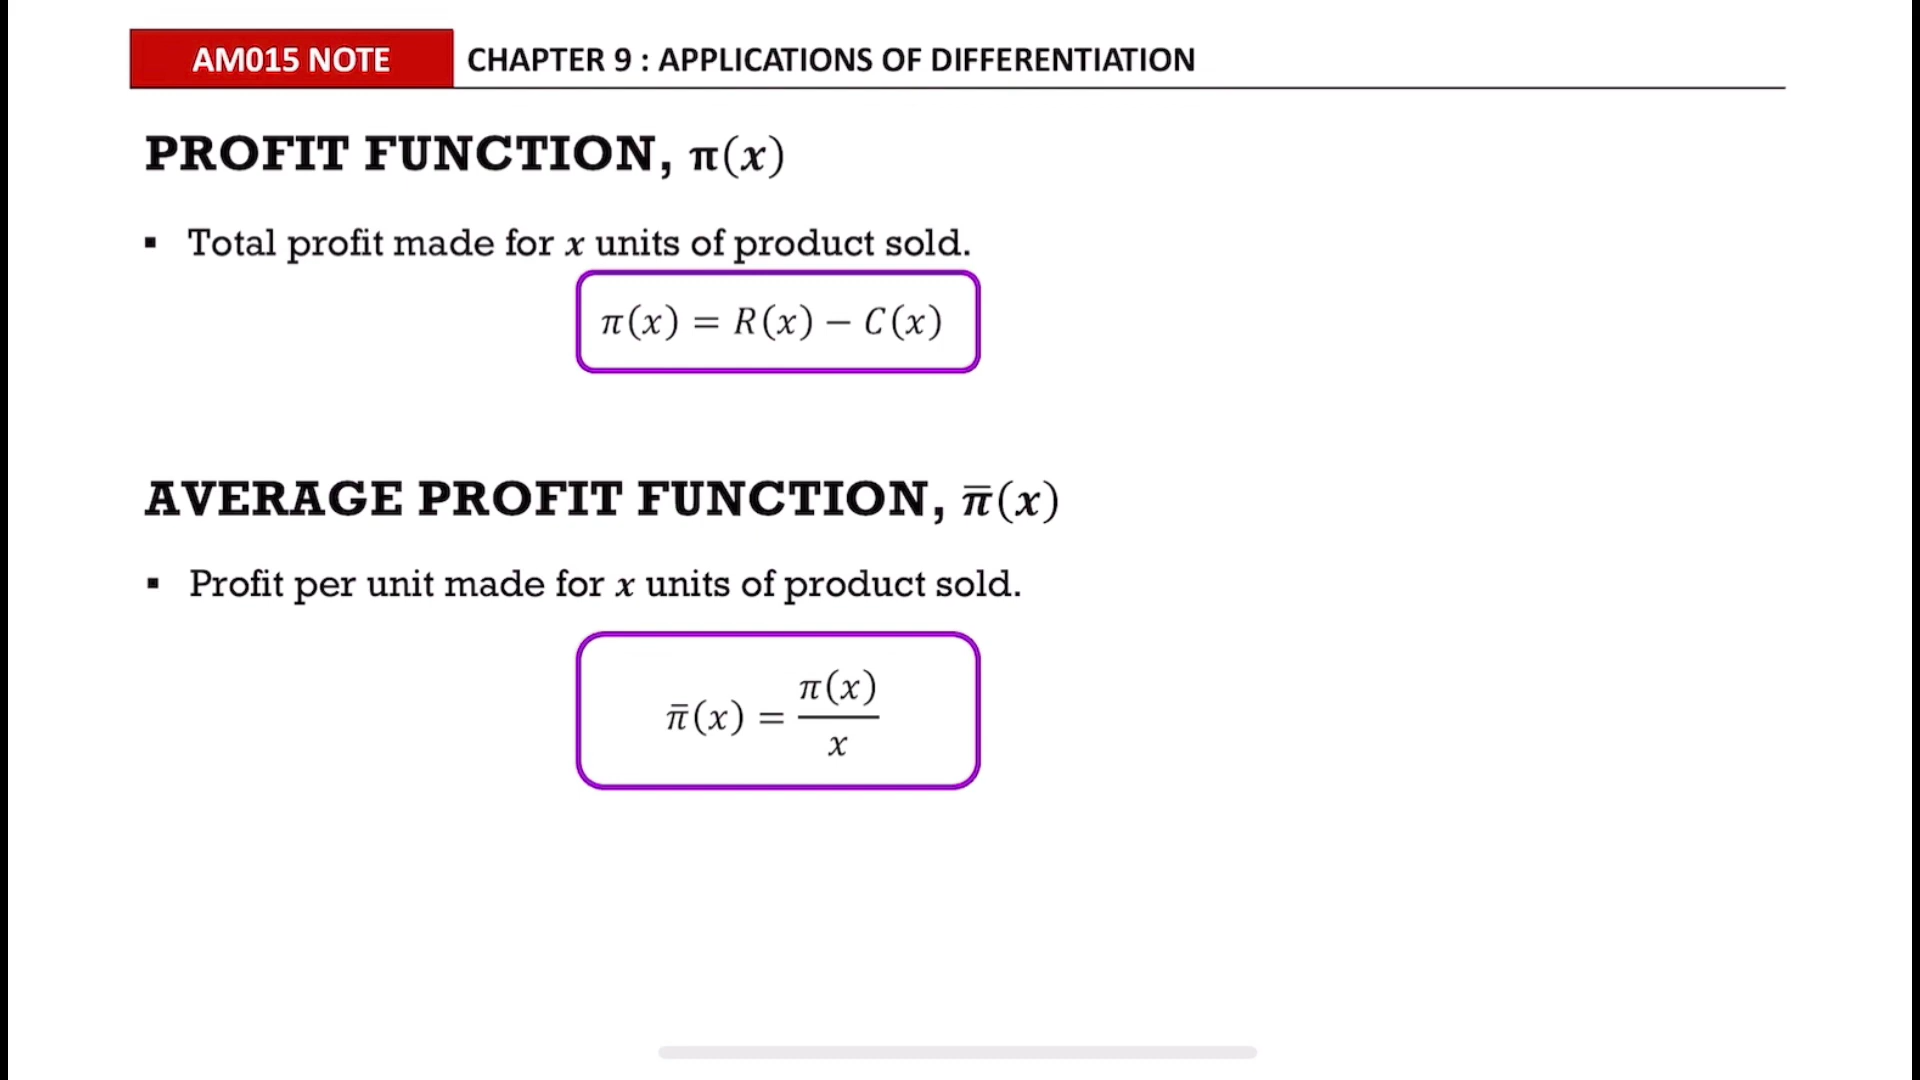 AM015 NOTE CHAPTER 9 : APPLICATIONS OF DIFFERENTIATION
PROFIT FUNCTION, π(x)
▪ Total profit made for x units of product sold.
π(x) = R(x) − C(x)
AVERAGE PROFIT FUNCTION, π̅(x)
▪ Profit per unit made for x units of product sold.
π̅(x) = π(x)/x